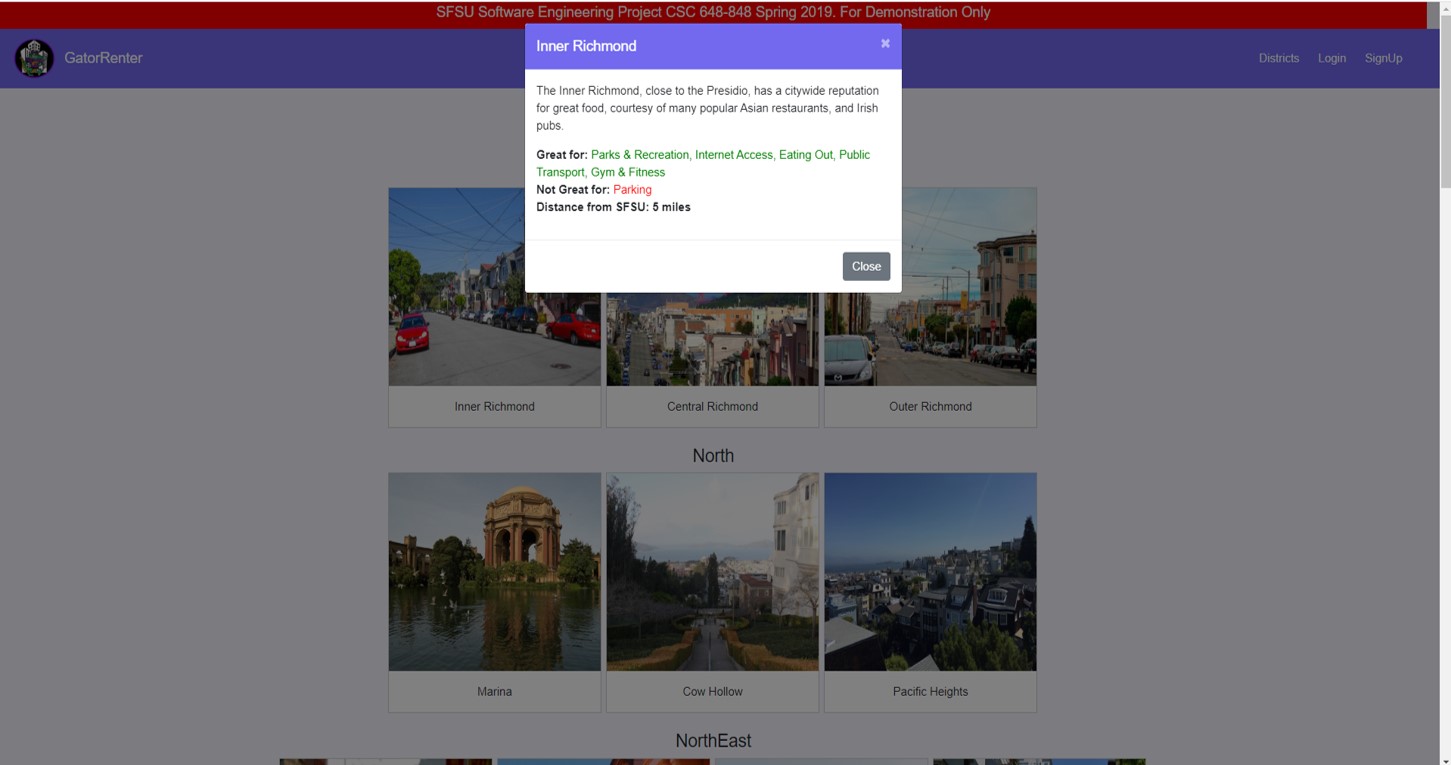 SFSU Software Engineering Project CSC 648-848 Spring 2019. For Demonstration Only
GatorRenter
Districts
Login
SignUp
Inner Richmond
×
The Inner Richmond, close to the Presidio, has a citywide reputation
for great food, courtesy of many popular Asian restaurants, and Irish
pubs.
Great for: Parks & Recreation, Internet Access, Eating Out, Public
Transport, Gym & Fitness
Not Great for: Parking
Distance from SFSU: 5 miles
Close
Inner Richmond
Central Richmond
Outer Richmond
North
Marina
Cow Hollow
Pacific Heights
NorthEast